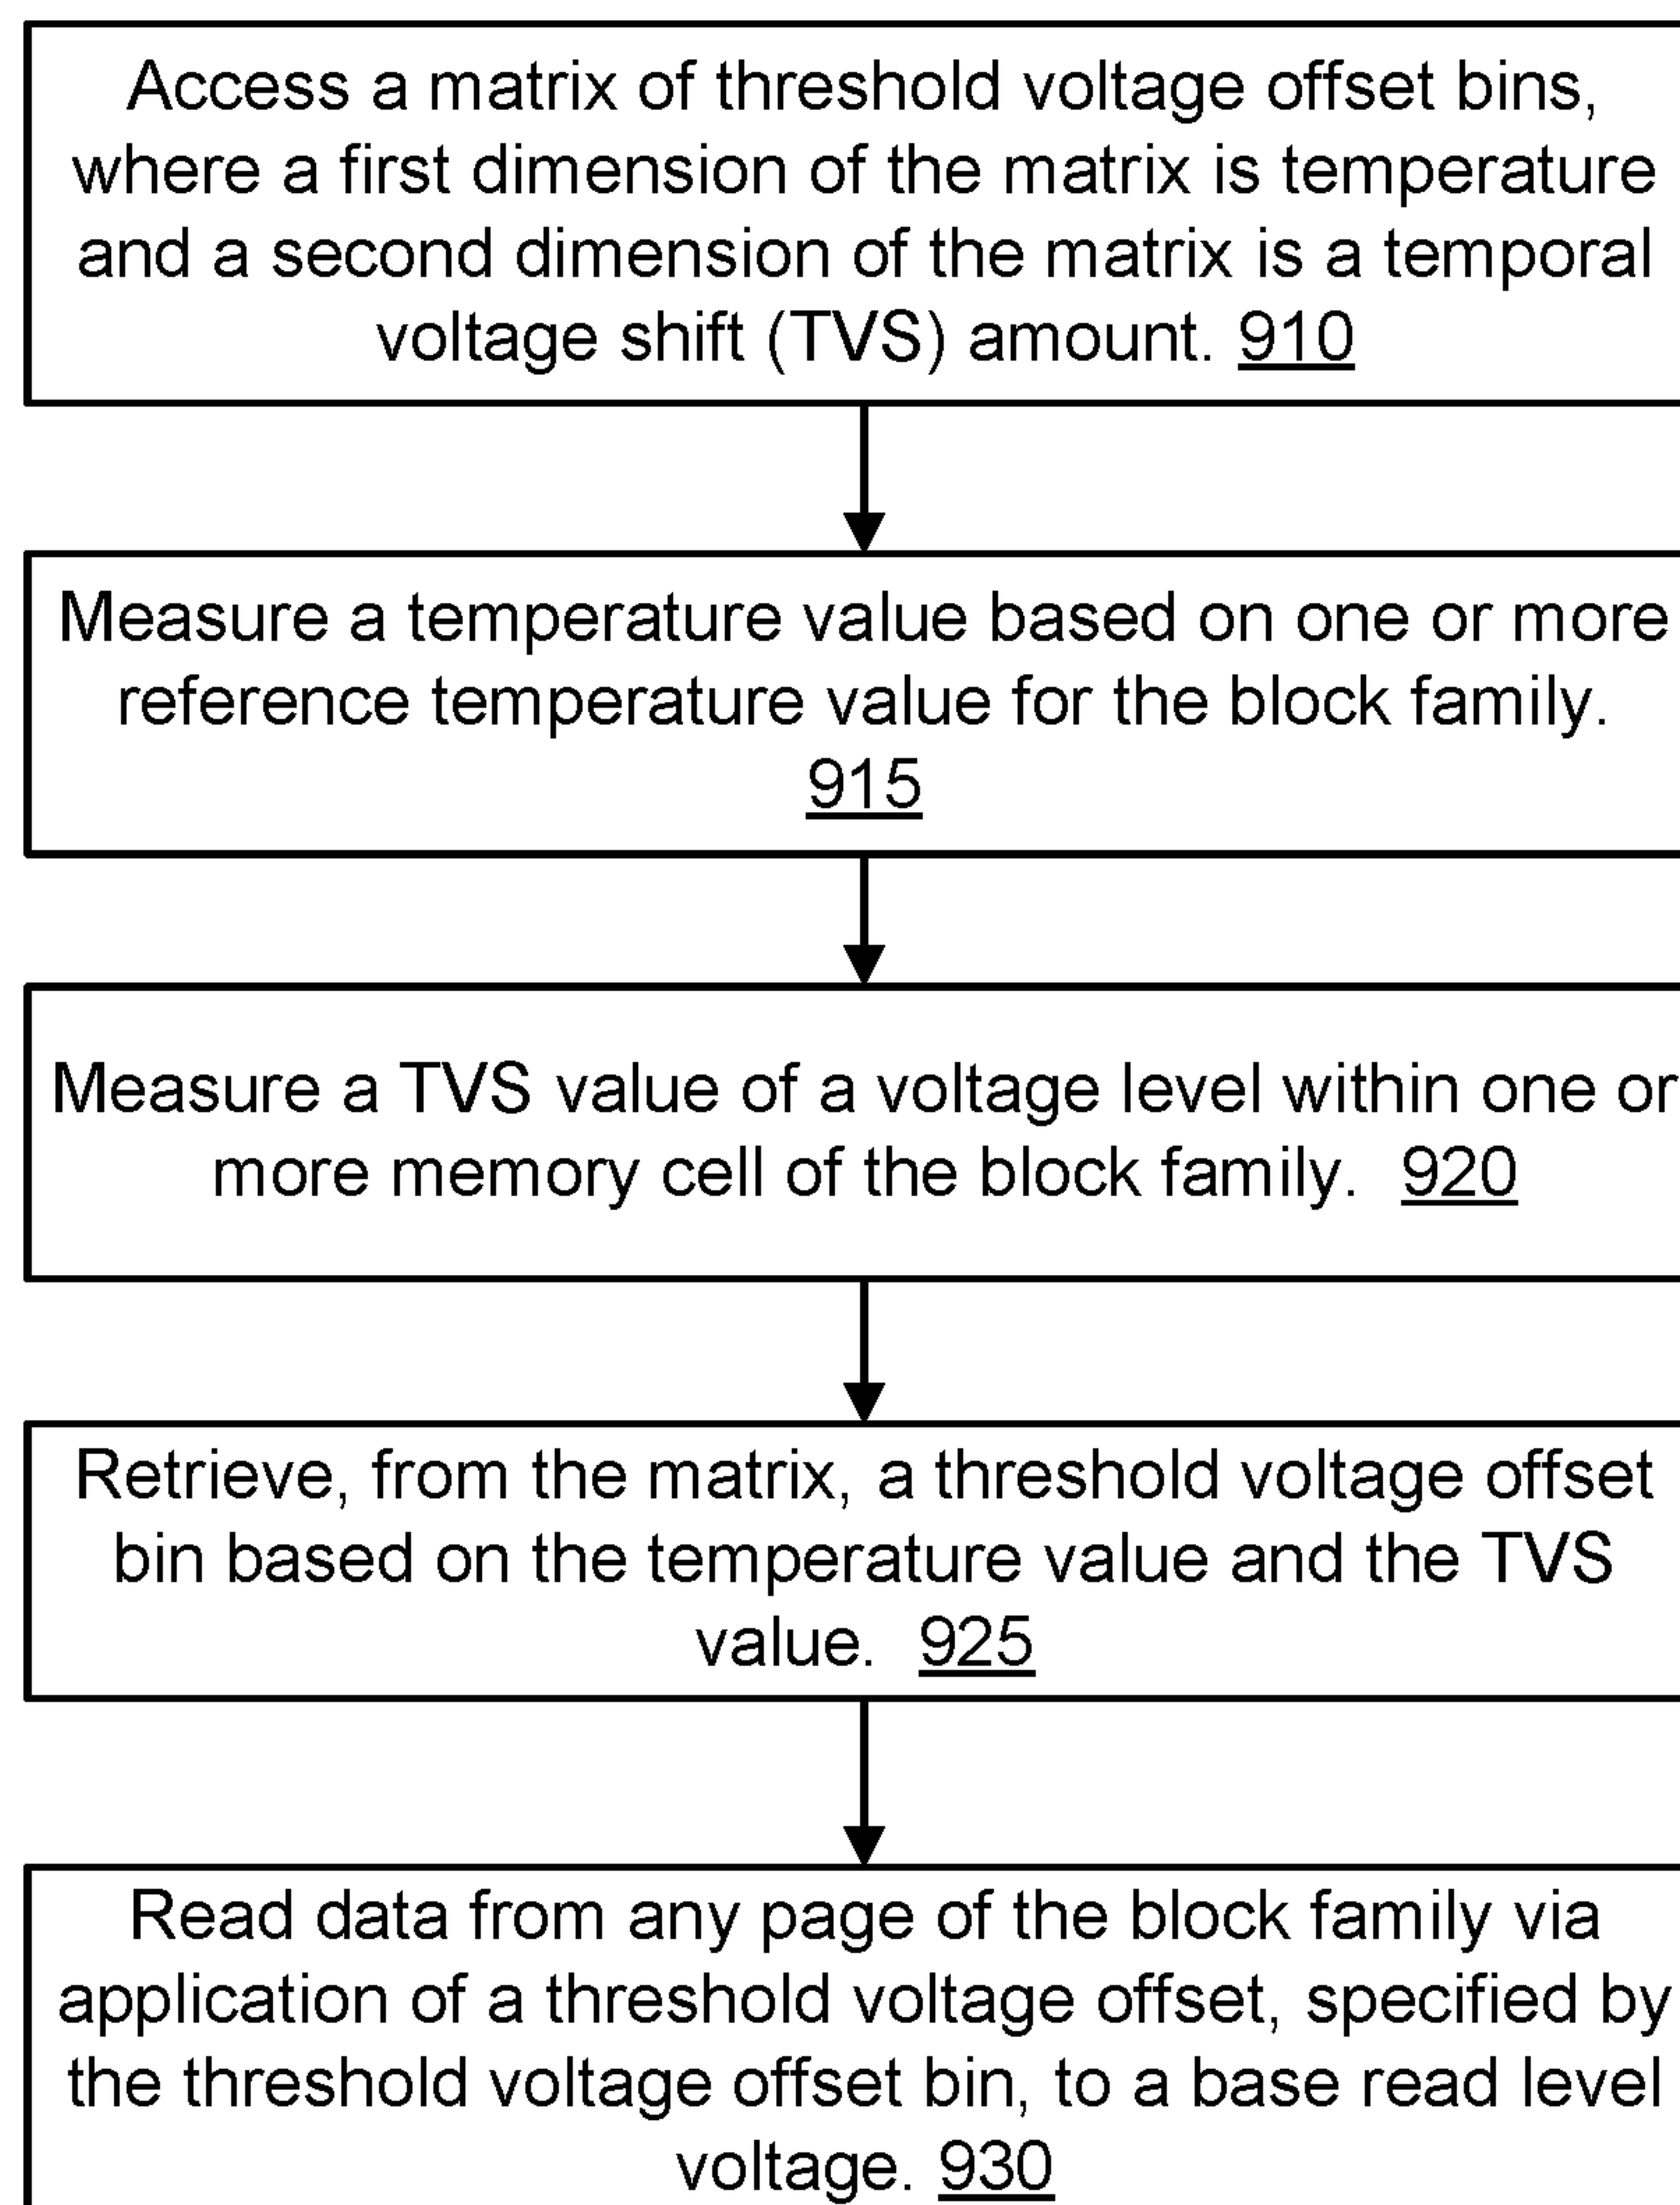 Access a matrix of threshold voltage offset bins,
where a first dimension of the matrix is temperature
and a second dimension of the matrix is a temporal
voltage shift (TVS) amount. 910
Measure a temperature value based on one or more
reference temperature value for the block family.
915
Measure a TVS value of a voltage level within one or
more memory cell of the block family. 920
Retrieve, from the matrix, a threshold voltage offset
bin based on the temperature value and the TVS
value. 925
Read data from any page of the block family via
application of a threshold voltage offset, specified by
the threshold voltage offset bin, to a base read level
voltage. 930